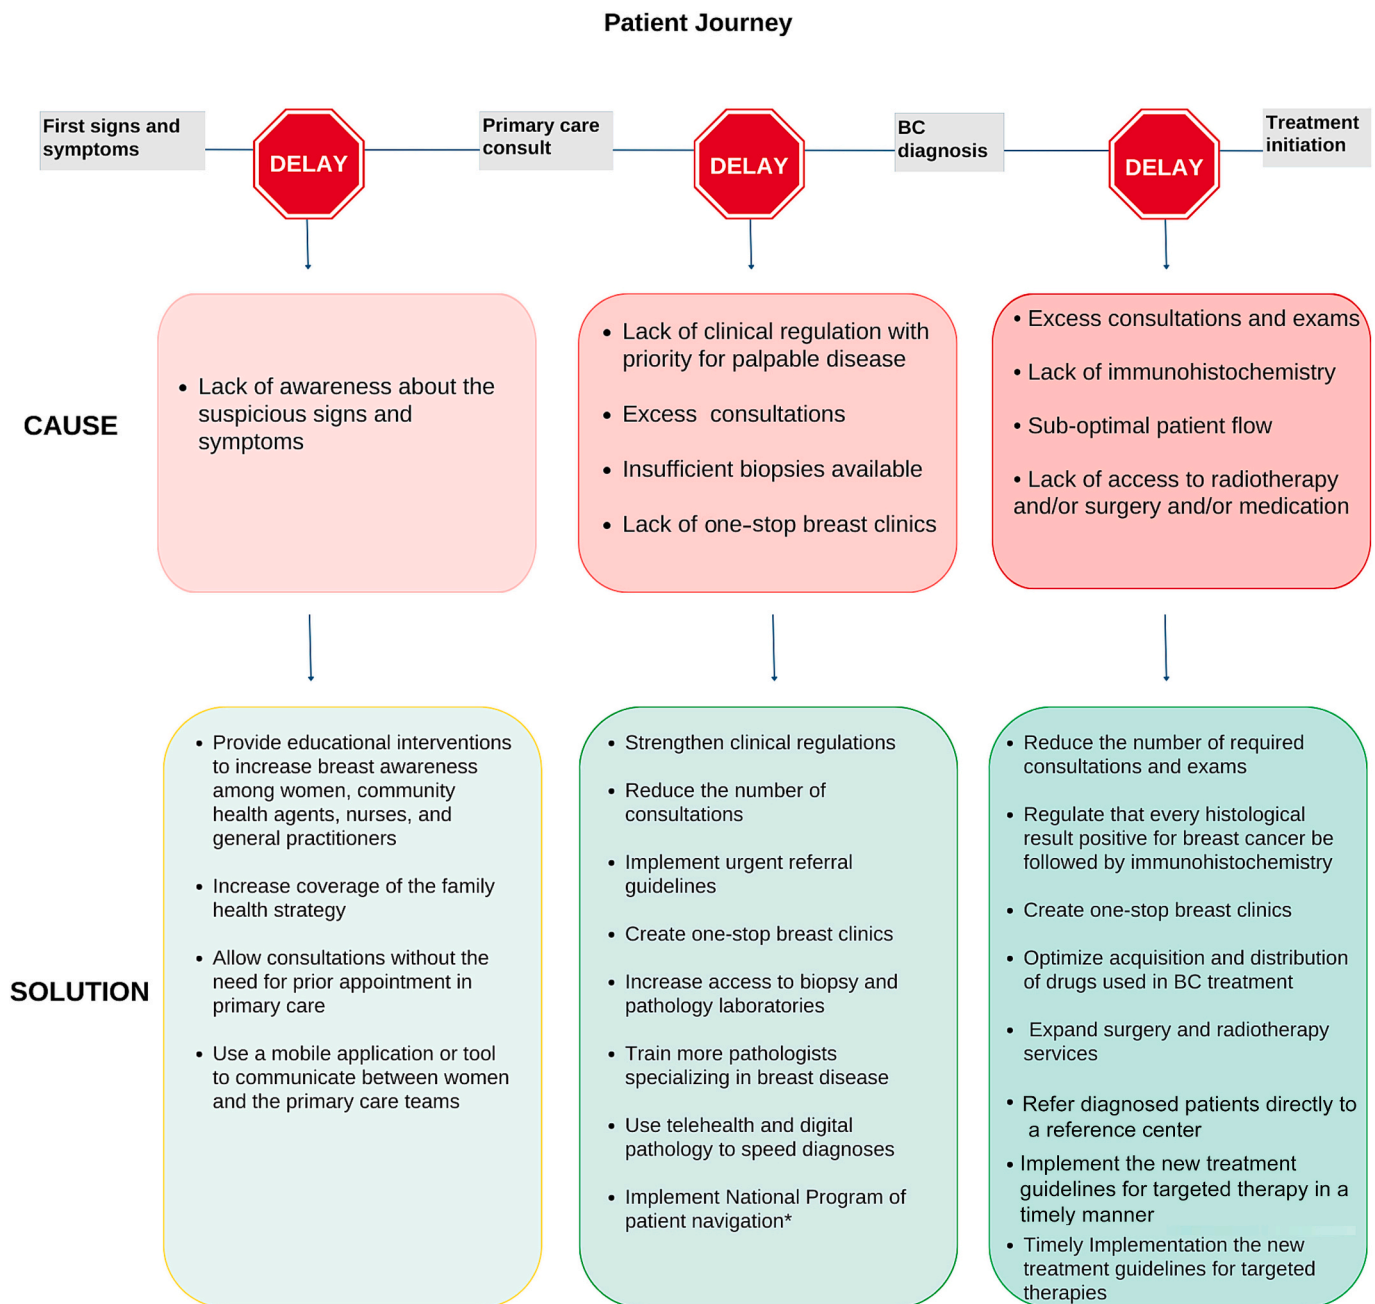 Patient Journey
First signs and
symptoms
DELAY
Primary care
consult
DELAY
BC
diagnosis
DELAY
Treatment
initiation
CAUSE
• Lack of awareness about the
suspicious signs and
symptoms
• Lack of clinical regulation with
priority for palpable disease
• Excess consultations
• Insufficient biopsies available
• Lack of one-stop breast clinics
• Excess consultations and exams
• Lack of immunohistochemistry
• Sub-optimal patient flow
• Lack of access to radiotherapy
and/or surgery and/or medication
SOLUTION
• Provide educational interventions
to increase breast awareness
among women, community
health agents, nurses, and
general practitioners
• Increase coverage of the family
health strategy
• Allow consultations without the
need for prior appointment in
primary care
• Use a mobile application or tool
to communicate between women
and the primary care teams
• Strengthen clinical regulations
• Reduce the number of
consultations
• Implement urgent referral
guidelines
• Create one-stop breast clinics
• Increase access to biopsy and
pathology laboratories
• Train more pathologists
specializing in breast disease
• Use telehealth and digital
pathology to speed diagnoses
• Implement National Program of
patient navigation*
• Reduce the number of required
consultations and exams
• Regulate that every histological
result positive for breast cancer be
followed by immunohistochemistry
• Create one-stop breast clinics
• Optimize acquisition and distribution
of drugs used in BC treatment
• Expand surgery and radiotherapy
services
• Refer diagnosed patients directly to
a reference center
• Implement the new treatment
guidelines for targeted therapy in a
timely manner
• Timely Implementation the new
treatment guidelines for targeted
therapies